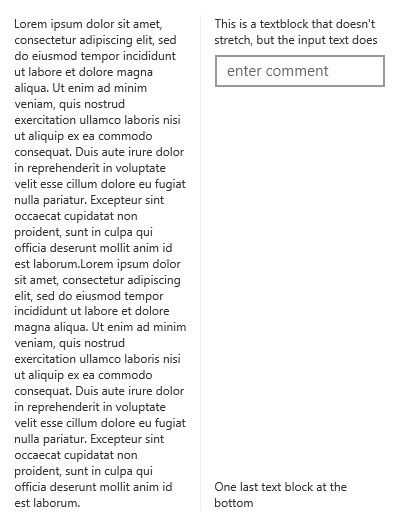 Lorem ipsum dolor sit amet,
consectetur adipiscing elit, sed
do eiusmod tempor incididunt
ut labore et dolore magna
aliqua. Ut enim ad minim
veniam, quis nostrud
exercitation ullamco laboris nisi
ut aliquip ex ea commodo
consequat. Duis aute irure dolor
in reprehenderit in voluptate
velit esse cillum dolore eu fugiat
nulla pariatur. Excepteur sint
occaecat cupidatat non
proident, sunt in culpa qui
officia deserunt mollit anim id
est laborum.Lorem ipsum dolor
sit amet, consectetur adipiscing
elit, sed do eiusmod tempor
incididunt ut labore et dolore
magna aliqua. Ut enim ad minim
veniam, quis nostrud
exercitation ullamco laboris nisi
ut aliquip ex ea commodo
consequat. Duis aute irure dolor
in reprehenderit in voluptate
velit esse cillum dolore eu fugiat
nulla pariatur. Excepteur sint
occaecat cupidatat non
proident, sunt in culpa qui
officia deserunt mollit anim id
est laborum.
This is a textblock that doesn't
stretch, but the input text does
enter comment
One last text block at the
bottom